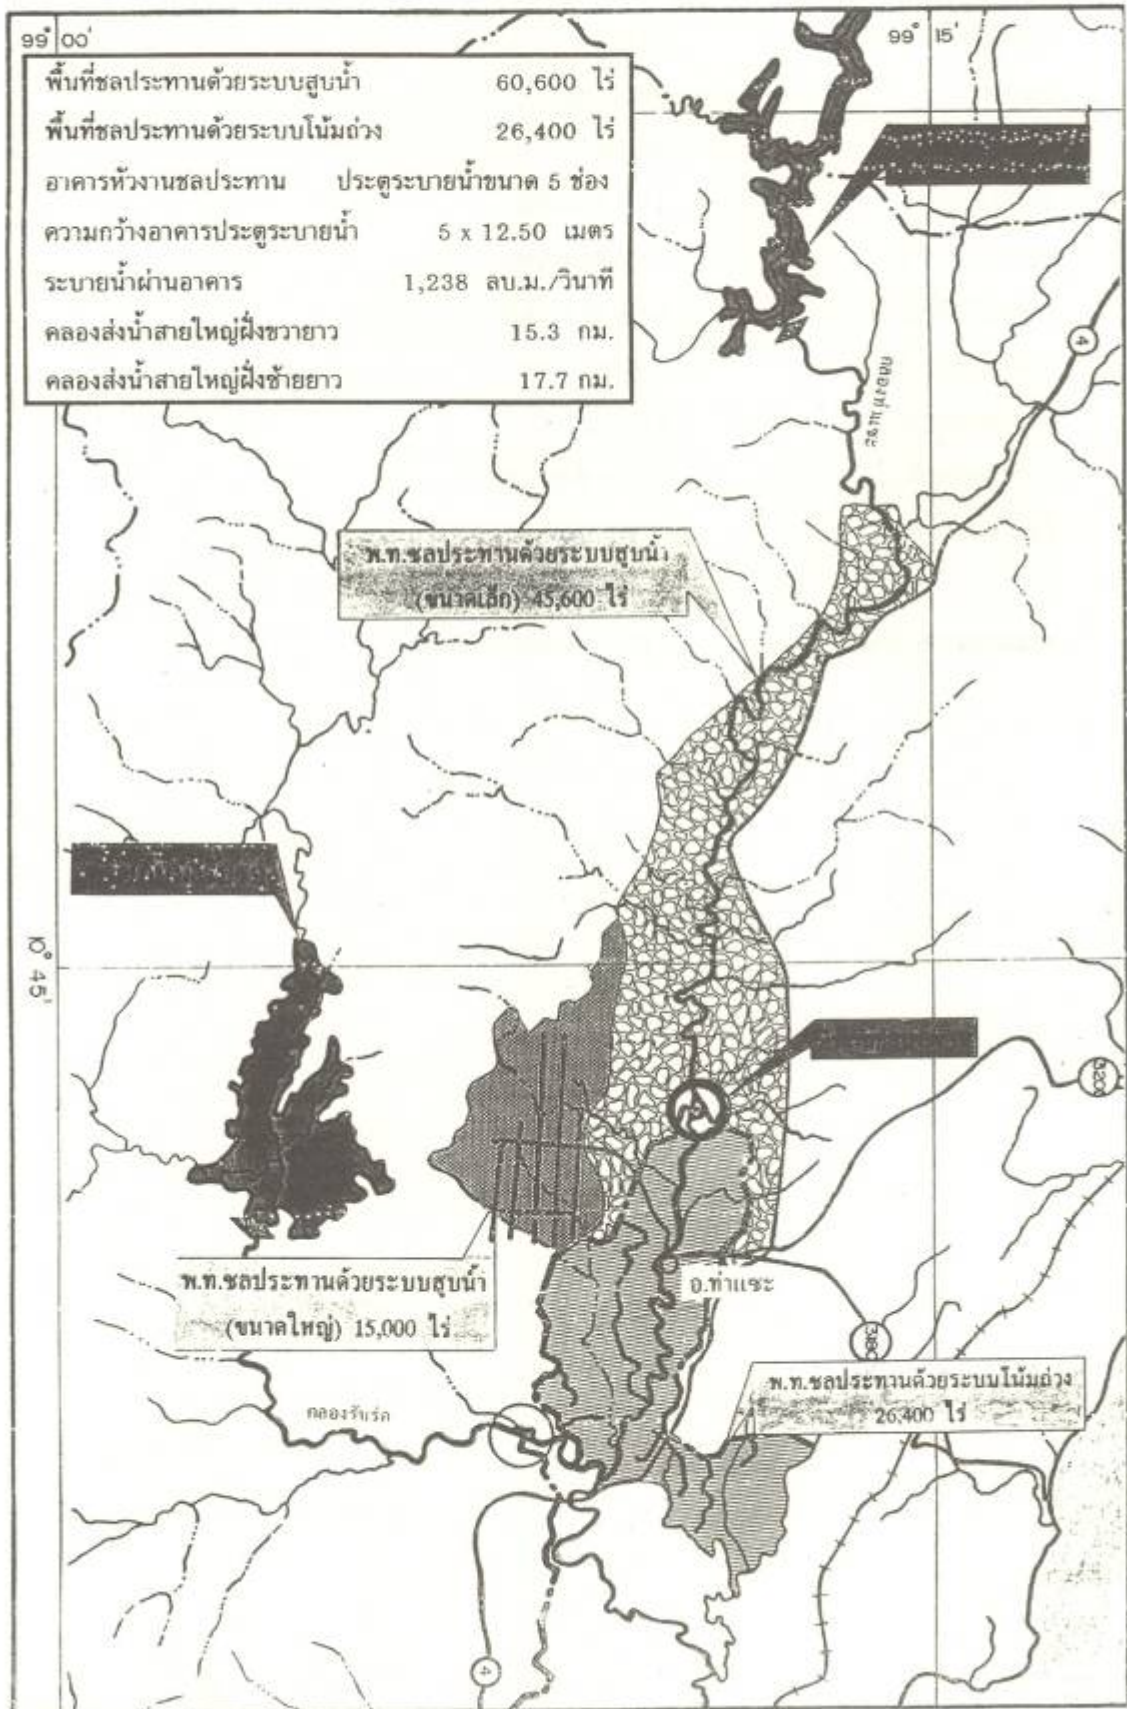 99° 00'
99° 15'
พื้นที่ชลประทานด้วยระบบสูบน้ำ 60,600 ไร่
พื้นที่ชลประทานด้วยระบบโน้มถ่วง 26,400 ไร่
อาคารหัวงานชลประทาน ประตูระบายน้ำขนาด 5 ช่อง
ความกว้างอาคารประตูระบายน้ำ 5 x 12.50 เมตร
ระบายน้ำผ่านอาคาร 1,238 ลบ.ม./วินาที
คลองส่งน้ำสายใหญ่ฝั่งขวายาว 15.3 กม.
คลองส่งน้ำสายใหญ่ฝั่งซ้ายยาว 17.7 กม.
4
คลองท่าแซะ
พ.ท.ชลประทานด้วยระบบสูบน้ำ
(ขนาดเล็ก) 45,600 ไร่
10° 45'
พ.ท.ชลประทานด้วยระบบสูบน้ำ
(ขนาดใหญ่) 15,000 ไร่
อ.ท่าแซะ
พ.ท.ชลประทานด้วยระบบโน้มถ่วง
26,400 ไร่
คลองรับร่อ
4